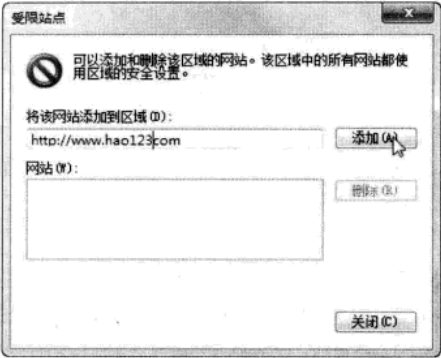 受限站点
可以添加和删除该区域的网站。该区域中的所有网站都使
用区域的安全设置。
将该网站添加到区域(D):
http://www.hao123com
添加(A)
网站(W):
删除(R)
关闭(C)